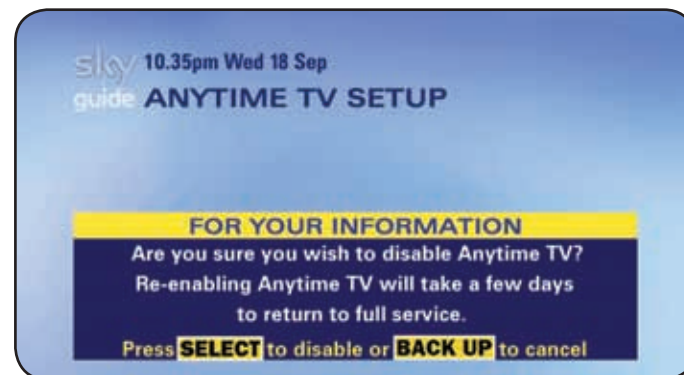 sky 10.35pm Wed 18 Sep
guide ANYTIME TV SETUP
FOR YOUR INFORMATION
Are you sure you wish to disable Anytime TV?
Re-enabling Anytime TV will take a few days
to return to full service.
Press SELECT to disable or BACK UP to cancel